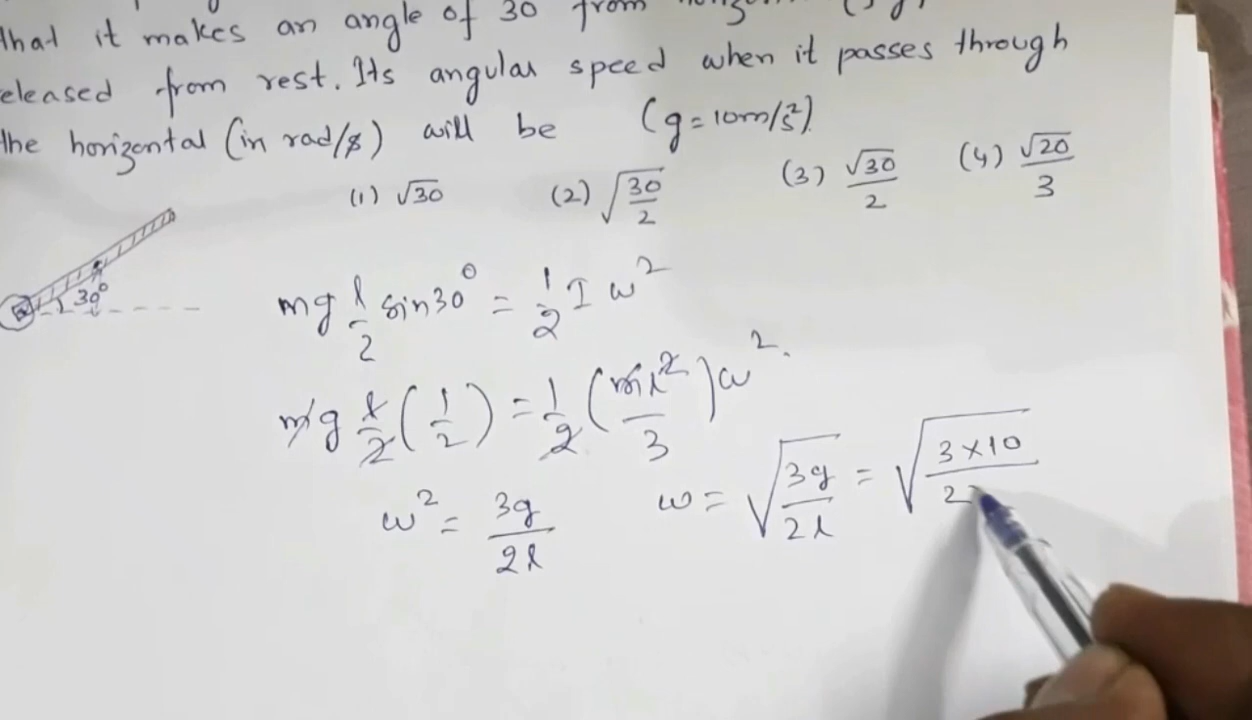 that it makes an angle of 30 from
eleased from rest. Its angular speed when it passes through
the horizontal (in rad/s) will be (g=10m/s²).
(1) √30 (2) √(30/2) (3) √30/2 (4) √20/3
30°
mg l/2 sin30° = 1/2 I ω²
mg l/2 (1/2) = 1/2 (ml²/3) ω².
ω² = 3g/2l ω = √(3g/2l) = √(3×10/2